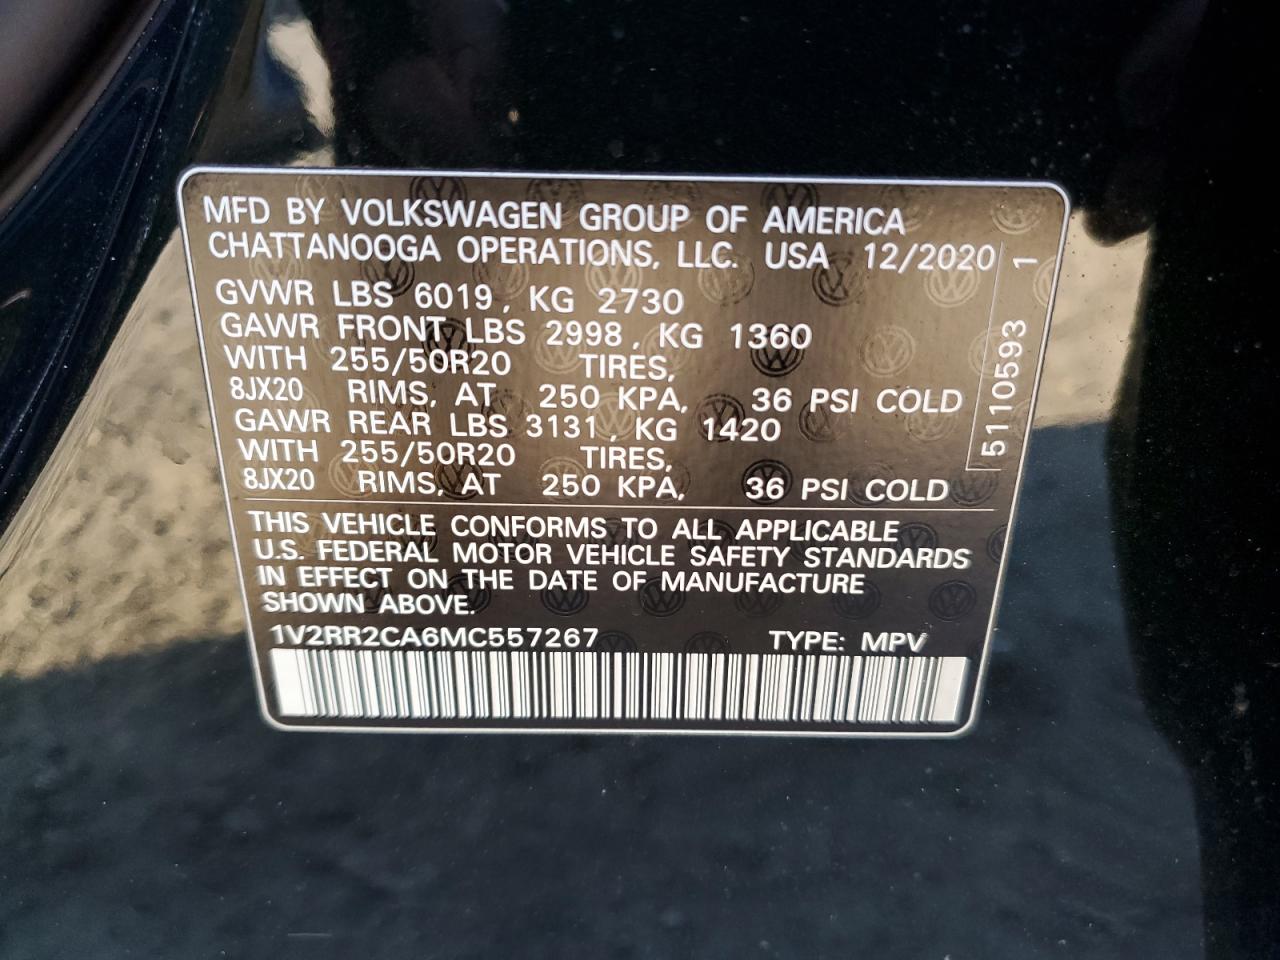 MFD BY VOLKSWAGEN GROUP OF AMERICA
CHATTANOOGA OPERATIONS, LLC. USA 12/2020
GVWR LBS 6019, KG 2730
GAWR FRONT LBS 2998, KG 1360
WITH 255/50R20 TIRES,
8JX20 RIMS, AT 250 KPA, 36 PSI COLD
GAWR REAR LBS 3131, KG 1420
WITH 255/50R20 TIRES,
8JX20 RIMS, AT 250 KPA, 36 PSI COLD
5110593 1
THIS VEHICLE CONFORMS TO ALL APPLICABLE
U.S. FEDERAL MOTOR VEHICLE SAFETY STANDARDS
IN EFFECT ON THE DATE OF MANUFACTURE
SHOWN ABOVE.
1V2RR2CA6MC557267 TYPE: MPV